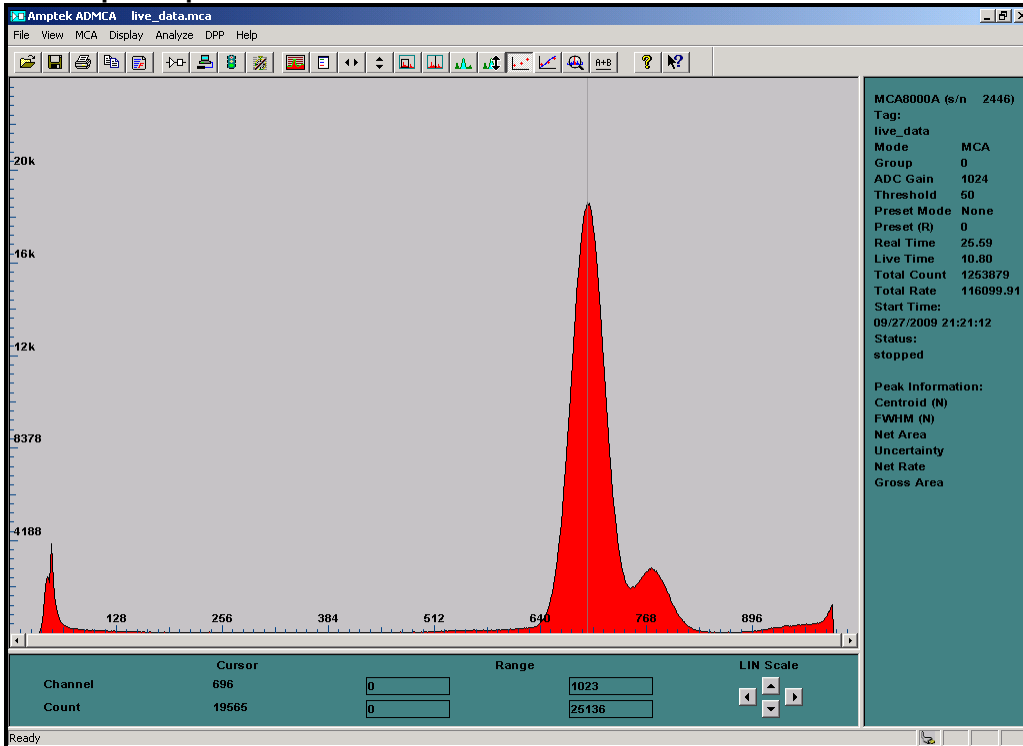 Amptek ADMCA live_data.mca
File View MCA Display Analyze DPP Help
A+B
20k
16k
12k
8378
4188
128 256 384 512 640 768 896
MCA8000A (s/n 2446)
Tag:
live_data
Mode MCA
Group 0
ADC Gain 1024
Threshold 50
Preset Mode None
Preset (R) 0
Real Time 25.59
Live Time 10.80
Total Count 1253879
Total Rate 116099.91
Start Time:
09/27/2009 21:21:12
Status:
stopped
Peak Information:
Centroid (N)
FWHM (N)
Net Area
Uncertainty
Net Rate
Gross Area
Cursor Range LIN Scale
Channel 696 0 1023
Count 19565 0 25136
Ready